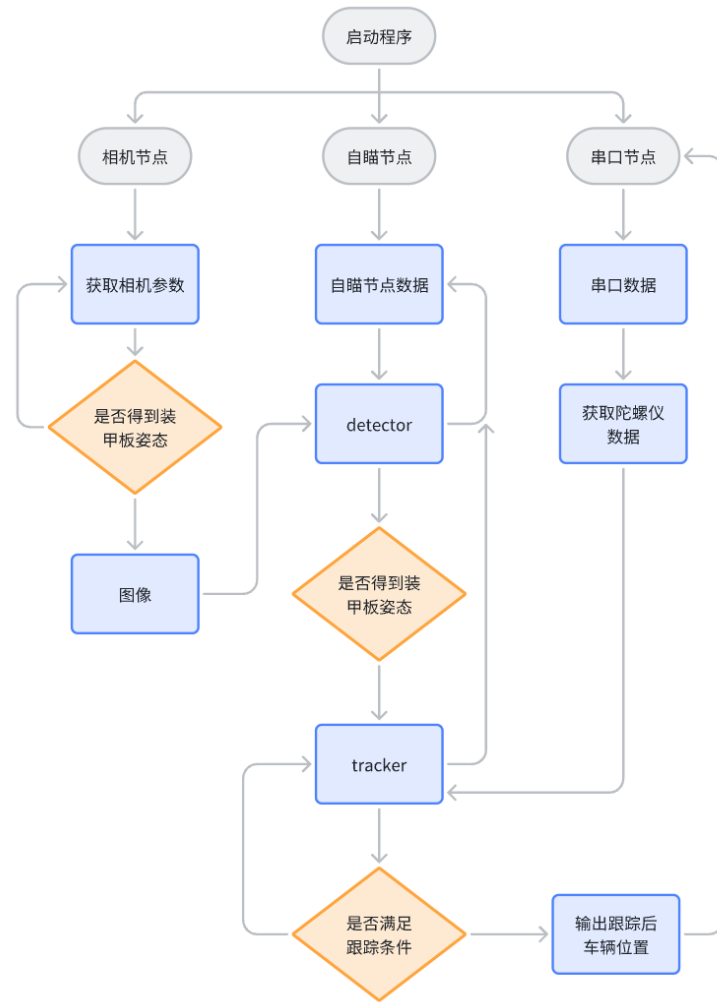 启动程序
相机节点
自瞄节点
串口节点
获取相机参数
自瞄节点数据
串口数据
是否得到装
甲板姿态
detector
获取陀螺仪
数据
图像
是否得到装
甲板姿态
tracker
是否满足
跟踪条件
输出跟踪后
车辆位置